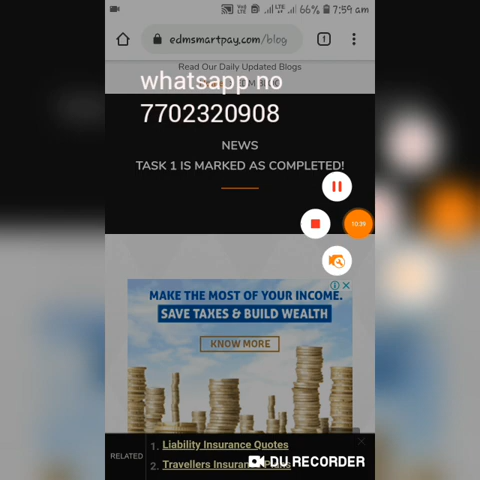 66% 7:59 am
edmsmartpay.com/blog
Read Our Daily Updated Blogs
whatsapp no
7702320908
NEWS
TASK 1 IS MARKED AS COMPLETED!
10:39
MAKE THE MOST OF YOUR INCOME.
SAVE TAXES & BUILD WEALTH
KNOW MORE
RELATED
1. Liability Insurance Quotes
2. Travellers Insurance Plans
DU RECORDER